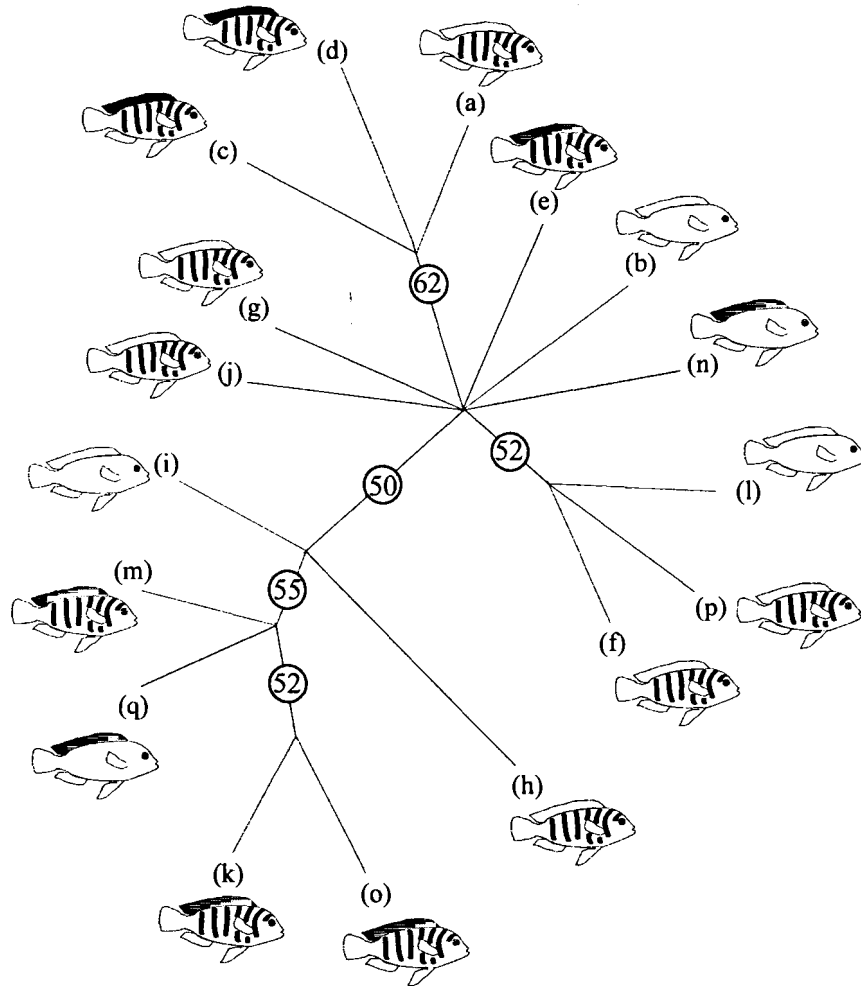 (d)
(a)
(c)
(e)
(b)
62
(g)
(n)
(j)
52
(i)
50
(l)
(m)
55
(p)
(f)
(q)
52
(h)
(k)
(o)